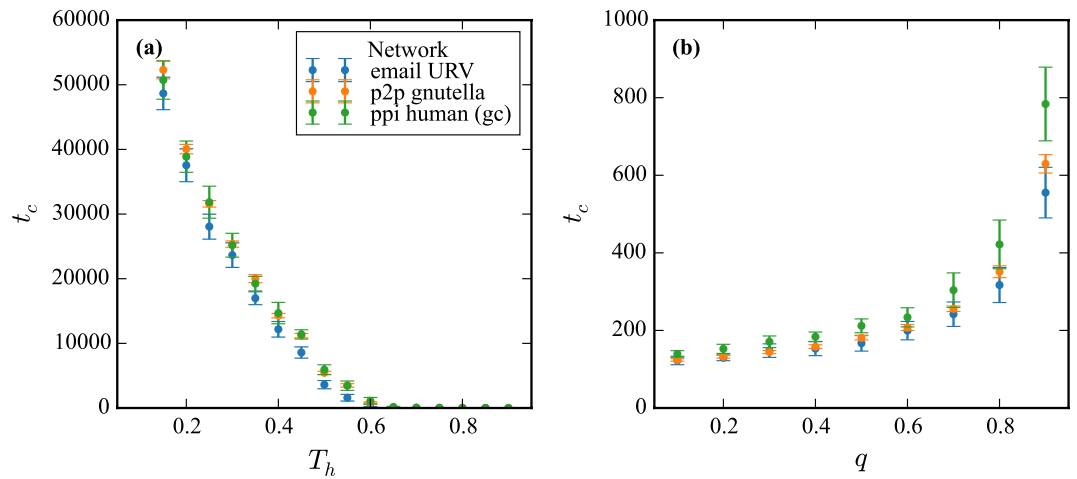 (a)
Network
email URV
p2p gnutella
ppi human (gc)
60000
50000
40000
30000
20000
10000
0
t_c
0.2 0.4 0.6 0.8
T_h
(b)
1000
800
600
400
200
0
t_c
0.2 0.4 0.6 0.8
q